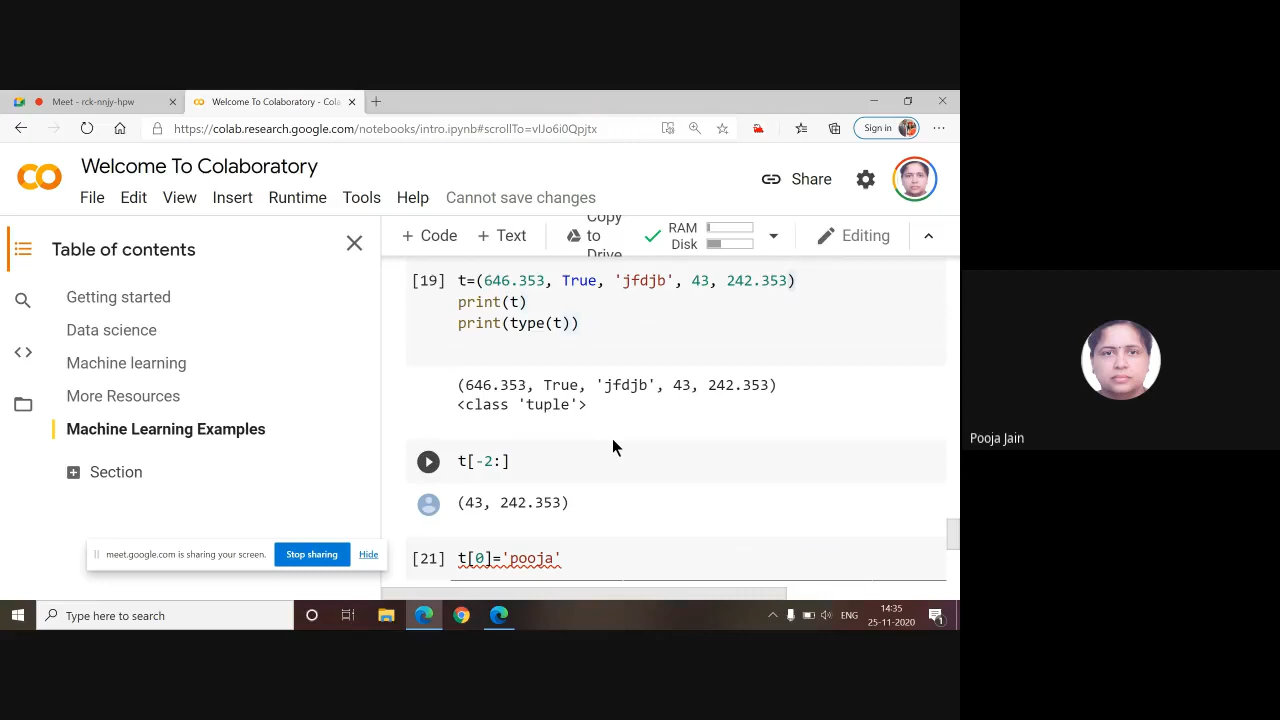 Meet - rck-nnjy-hpw
Welcome To Colaboratory - Cola
https://colab.research.google.com/notebooks/intro.ipynb#scrollTo=vIJo6i0Qpjtx
Sign in
Welcome To Colaboratory
Share
File Edit View Insert Runtime Tools Help Cannot save changes
Table of contents
+ Code + Text
Copy
to
Drive
RAM
Disk
Editing
Getting started
Data science
Machine learning
More Resources
Machine Learning Examples
Section
[19] t=(646.353, True, 'jfdjb', 43, 242.353)
print(t)
print(type(t))
(646.353, True, 'jfdjb', 43, 242.353)
<class 'tuple'>
t[-2:]
(43, 242.353)
[21] t[0]='pooja'
meet.google.com is sharing your screen. Stop sharing Hide
Type here to search
ENG
14:35
25-11-2020
1
Pooja Jain